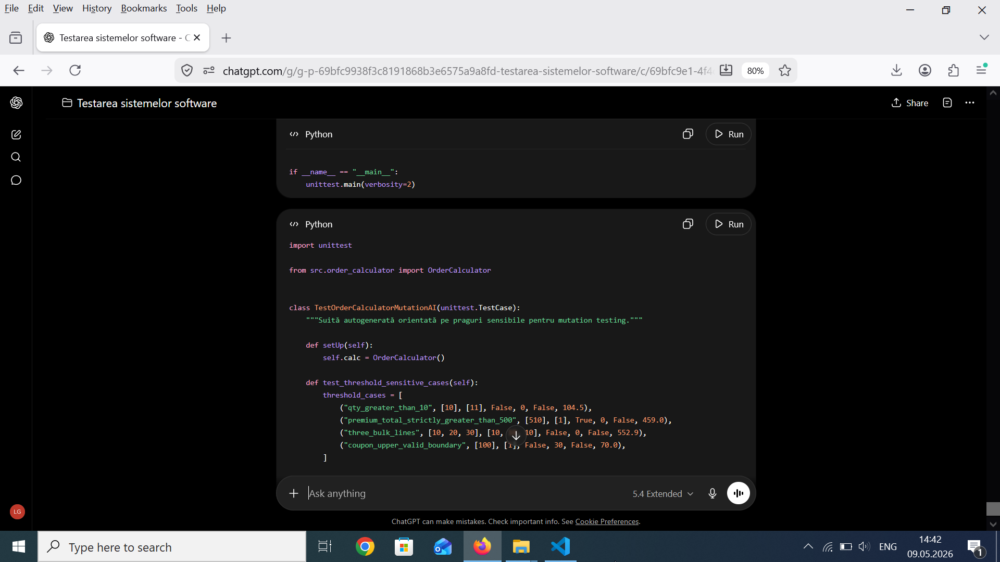 File Edit View History Bookmarks Tools Help
Testarea sistemelor software - C
chatgpt.com/g/g-p-69bfc9938f3c8191868b3e6575a9a8fd-testarea-sistemelor-software/c/69bfc9e1-4f4
80%
Testarea sistemelor software
Share
Python
Run
if __name__ == "__main__":
    unittest.main(verbosity=2)
Python
Run
import unittest
from src.order_calculator import OrderCalculator
class TestOrderCalculatorMutationAI(unittest.TestCase):
    """Suită autogenerată orientată pe praguri sensibile pentru mutation testing."""
    def setUp(self):
        self.calc = OrderCalculator()
    def test_threshold_sensitive_cases(self):
        threshold_cases = [
            ("qty_greater_than_10", [10], [11], False, 0, False, 104.5),
            ("premium_total_strictly_greater_than_500", [510], [1], True, 0, False, 459.0),
            ("three_bulk_lines", [10, 20, 30], [10, 10], False, 0, False, 552.9),
            ("coupon_upper_valid_boundary", [100], [1], False, 30, False, 70.0),
        ]
Ask anything
5.4 Extended
LG
ChatGPT can make mistakes. Check important info. See Cookie Preferences.
Type here to search
ENG
14:42
09.05.2026
1